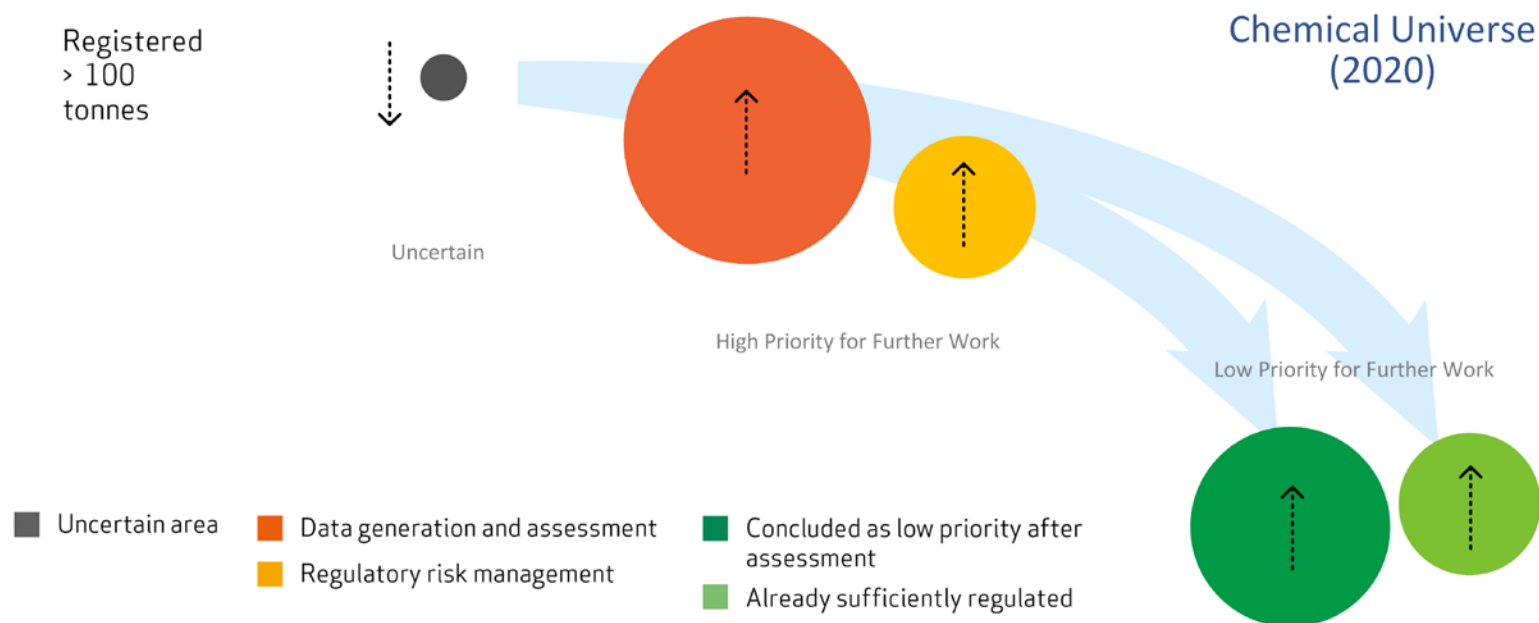 Registered
> 100
tonnes
Chemical Universe
(2020)
Uncertain
High Priority for Further Work
Low Priority for Further Work
Uncertain area
Data generation and assessment
Regulatory risk management
Concluded as low priority after
assessment
Already sufficiently regulated